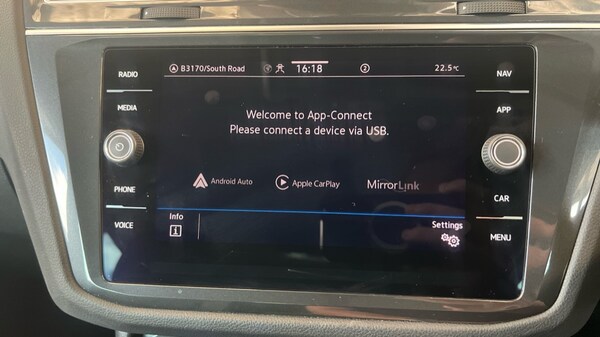 RADIO
MEDIA
PHONE
VOICE
B3170/South Road
16:18
2
22.5°C
Welcome to App-Connect
Please connect a device via USB.
Android Auto
Apple CarPlay
MirrorLink
Info
i
Settings
NAV
APP
CAR
MENU